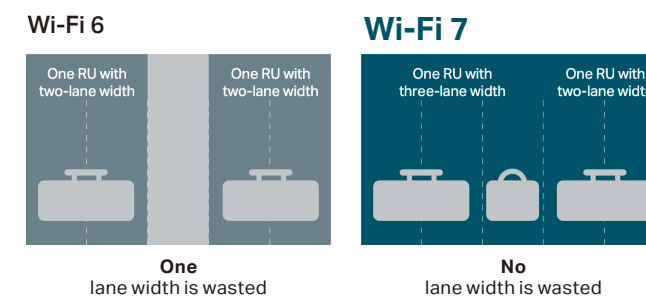 Wi-Fi 6
One RU with
two-lane width
One RU with
two-lane width
One
lane width is wasted
Wi-Fi 7
One RU with
three-lane width
One RU with
two-lane widt
No
lane width is wasted